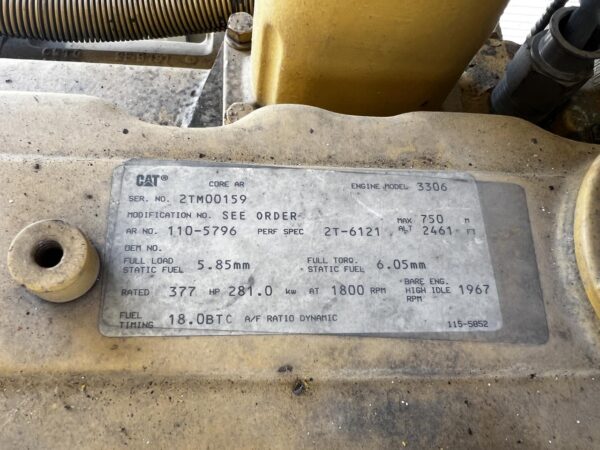 CAT CORE AR ENGINE MODEL 3306
SER. NO. 2TM00159
MODIFICATION NO. SEE ORDER
AR NO. 110-5796 PERF SPEC 2T-6121 MAX ALT 750 M 2461 FT
OEM NO.
FULL LOAD STATIC FUEL 5.85mm FULL TORQ. STATIC FUEL 6.05mm
RATED 377 HP 281.0 kw AT 1800 RPM BARE ENG. HIGH IDLE RPM 1967
FUEL TIMING 18.0BTC A/F RATIO DYNAMIC
115-5852